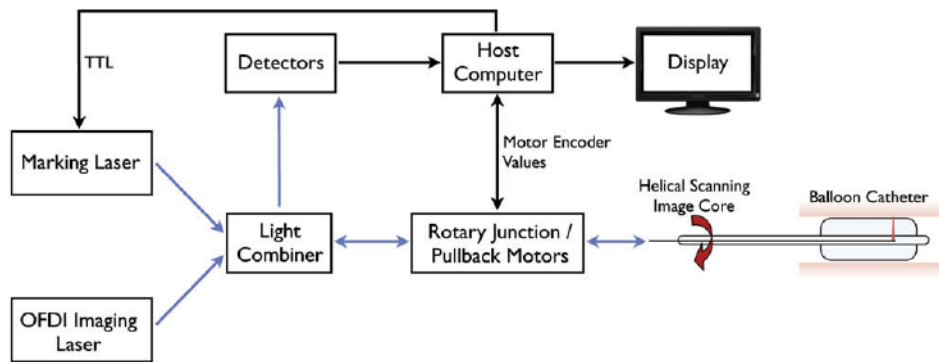 TTL
Detectors
Host
Computer
Display
Marking Laser
Motor Encoder
Values
Helical Scanning
Image Core
Balloon Catheter
Light
Combiner
Rotary Junction /
Pullback Motors
OFDI Imaging
Laser